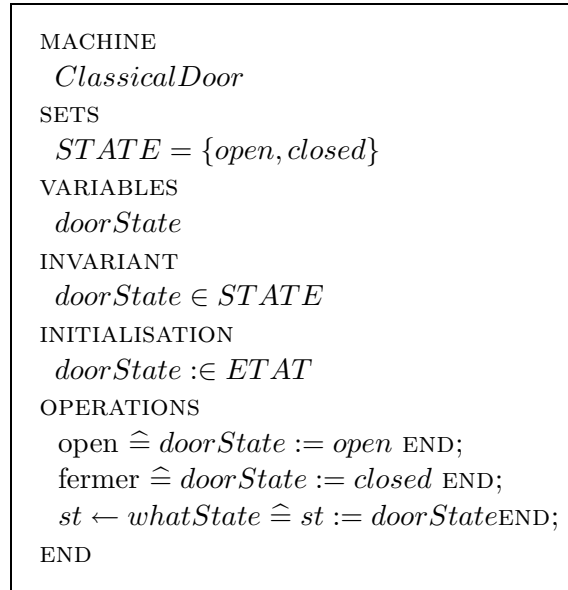 MACHINE
ClassicalDoor
SETS
STATE = {open, closed}
VARIABLES
doorState
INVARIANT
doorState ∈ STATE
INITIALISATION
doorState :∈ ETAT
OPERATIONS
open ≙ doorState := open END;
fermer ≙ doorState := closed END;
st ← whatState ≙ st := doorStateEND;
END